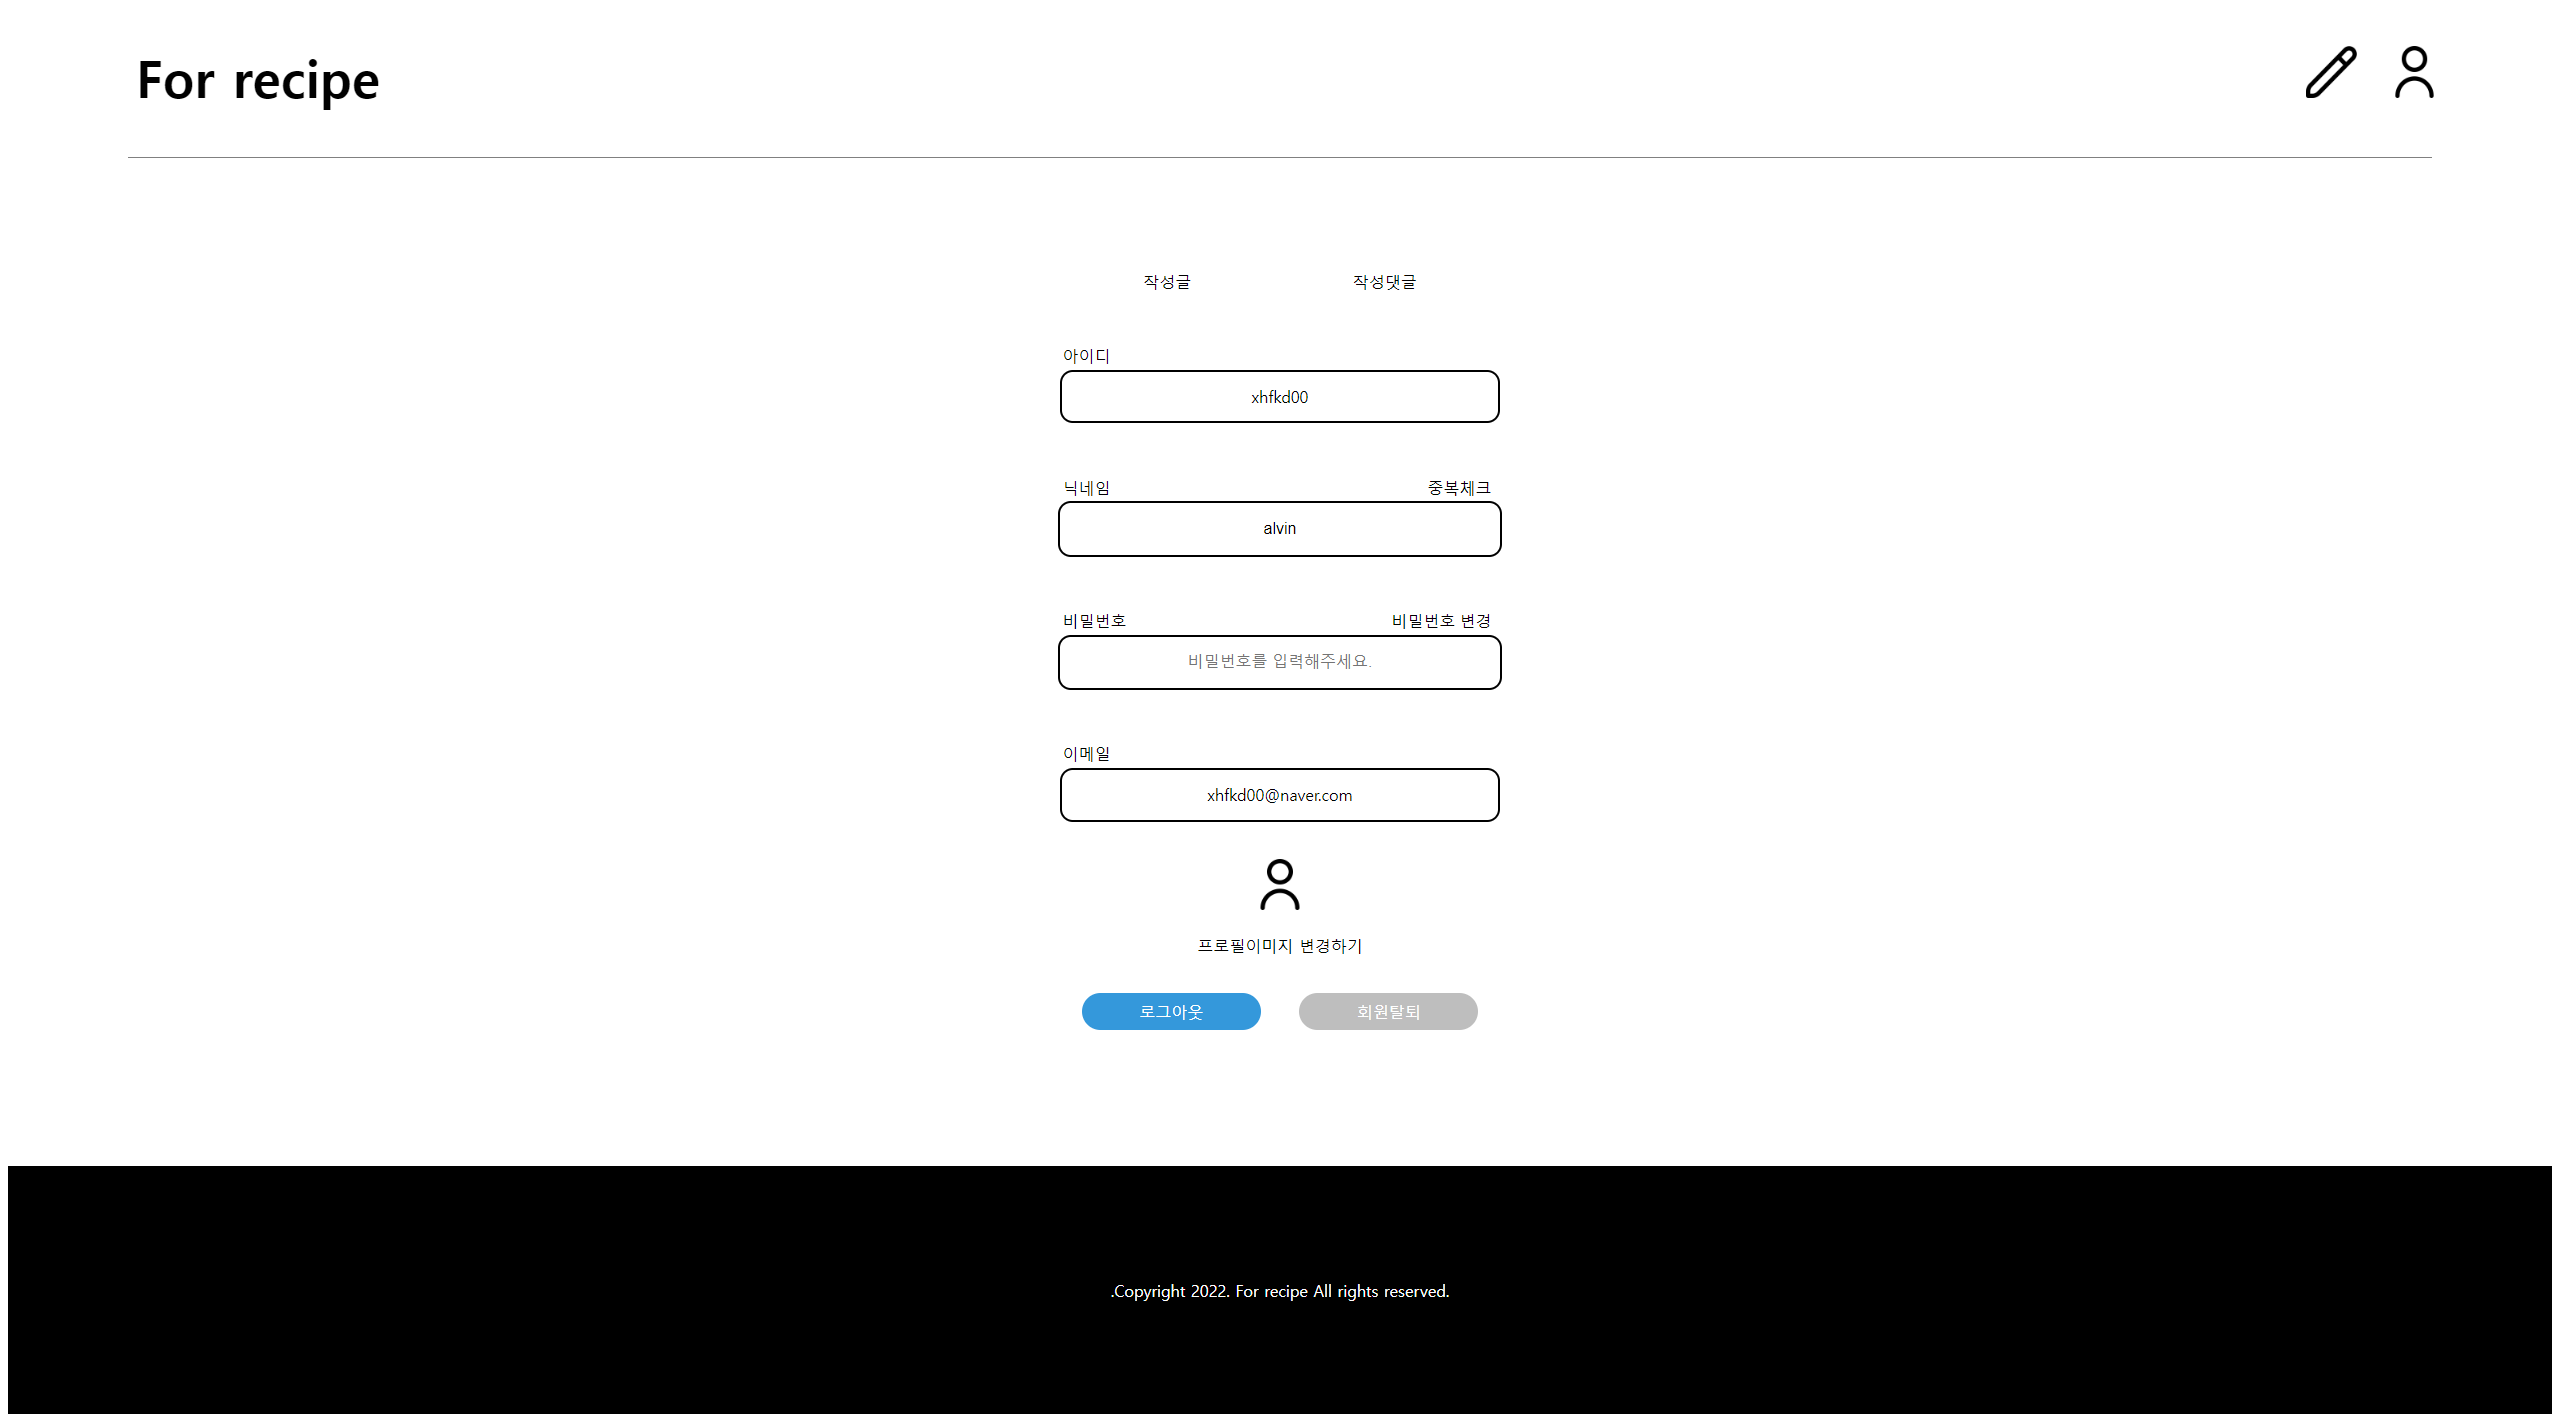 For recipe
작성글 작성댓글
아이디
xhfkd00
닉네임 중복체크
alvin
비밀번호 비밀번호 변경
비밀번호를 입력해주세요.
이메일
xhfkd00@naver.com
프로필이미지 변경하기
로그아웃 회원탈퇴
.Copyright 2022. For recipe All rights reserved.